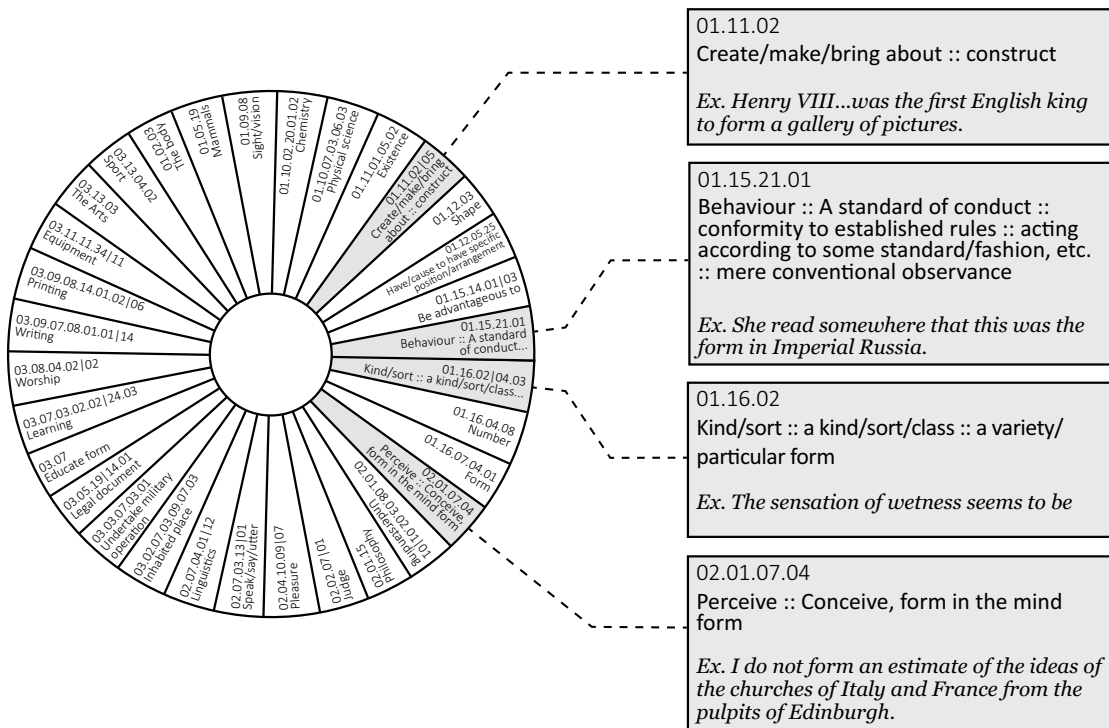 01.05.19
Mammals
01.09.08
Sight/vision
01.10.02.20.01.02
Chemistry
01.10.07.03.06.03
Physical science
01.11.01.05.02
Existence
01.11.02|05
Create/make/bring
about :: construct
01.12.03
Shape
01.12.05.25
Have/cause to have specific
position/arrangement
01.15.14.01|03
Be advantageous to
01.15.21.01
Behaviour :: A standard
of conduct...
01.16.02|04.03
Kind/sort :: a kind/sort/class...
01.16.04.08
Number
01.16.07.04.01
Form
02.01.07.04
Perceive :: Conceive,
form in the mind form
02.01.08.03.02.01|01
Understanding
02.01.15
Philosophy
02.02.07|01
Judge
02.04.10.09|07
Pleasure
02.07.03.13|01
Speak/say/utter
02.07.04.01|12
Linguistics
03.02.07.03.09.07.03
Inhabited place
03.03.07.03.01
Undertake military
operation
03.05.19|14.01
Legal document
03.07
Educate form
03.07.03.02.02|24.03
Learning
03.08.04.02|02
Worship
03.09.07.08.01.01|14
Writing
03.09.08.14.01.02|06
Printing
03.11.11.34|11
Equipment
03.13.03
The Arts
03.13.04.02
Sport
01.02.03
The body
01.11.02
Create/make/bring about :: construct
Ex. Henry VIII...was the first English king
to form a gallery of pictures.
01.15.21.01
Behaviour :: A standard of conduct ::
conformity to established rules :: acting
according to some standard/fashion, etc.
:: mere conventional observance
Ex. She read somewhere that this was the
form in Imperial Russia.
01.16.02
Kind/sort :: a kind/sort/class :: a variety/
particular form
Ex. The sensation of wetness seems to be
02.01.07.04
Perceive :: Conceive, form in the mind
form
Ex. I do not form an estimate of the ideas of
the churches of Italy and France from the
pulpits of Edinburgh.